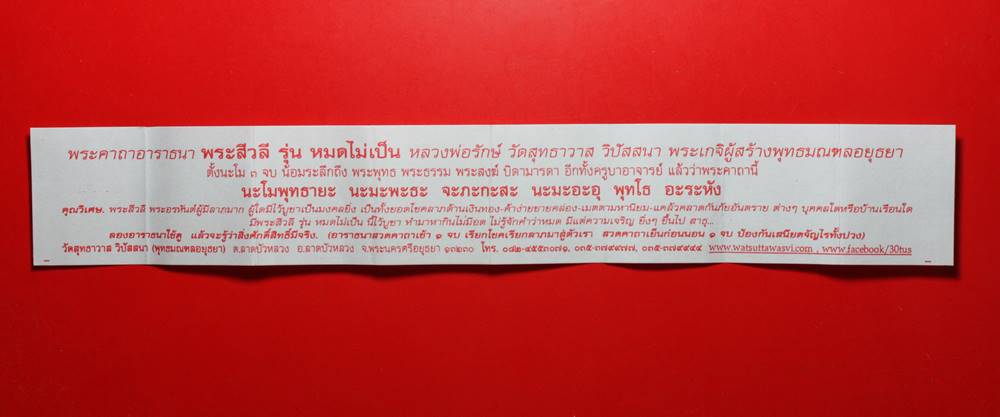 พระคาถาอาราธนา พระสีวลี รุ่น หมดไม่เป็น หลวงพ่อรักษ์ วัดสุทธาวาส วิปัสสนา พระเกจิผู้สร้างพุทธมณฑลอยุธยา
ตั้งนะโม ๓ จบ น้อมระลึกถึง พระพุทธ พระธรรม พระสงฆ์ บิดามารดา อีกทั้งครูบาอาจารย์ แล้วว่าพระคาถานี้
นะโมพุทธายะ นะมะพะธะ จะภะกะสะ นะมะอะอุ พุทโธ อะระหัง
คุณวิเศษ. พระสีวลี พระอรหันต์ผู้มีลาภมาก ผู้ใดมีไว้บูชาเป็นมงคลยิ่ง เป็นทั้งยอดโชคลาภด้านเงินทอง-ค้าง่ายขายคล่อง-เมตตามหานิยม-แคล้วคลาดกันภัยอันตราย ต่างๆ บุคคลใดหรือบ้านเรือนใด
มีพระสีวลี รุ่น หมดไม่เป็น นี้ไว้บูชา ทำมาหากินไม่มีอด ไม่รู้จักคำว่าหมด มีแต่ความเจริญ ยิ่งๆ ขึ้นไป สาธุ...
ลองอาราธนาใช้ดู แล้วจะรู้ว่าสิ่งศักดิ์สิทธิ์มีจริง. (อาราธนาสวดคาถาเช้า ๑ จบ เรียกโชคเรียกลาภมาสู่ตัวเรา สวดคาถาเย็นก่อนนอน ๑ จบ ป้องกันเสนียดจัญไรทั้งปวง)
วัดสุทธาวาส วิปัสสนา (พุทธมณฑลอยุธยา) ต.ลาดบัวหลวง อ.ลาดบัวหลวง จ.พระนครศรีอยุธยา ๑๓๒๓๐ โทร. ๐๘๒-๔๕๕๓๐๗๑, ๐๓๕-๓๗๙๗๗๗, ๐๓๕-๓๗๙๔๔๔ www.watsuttawasvi.com , www.facebook/30tus